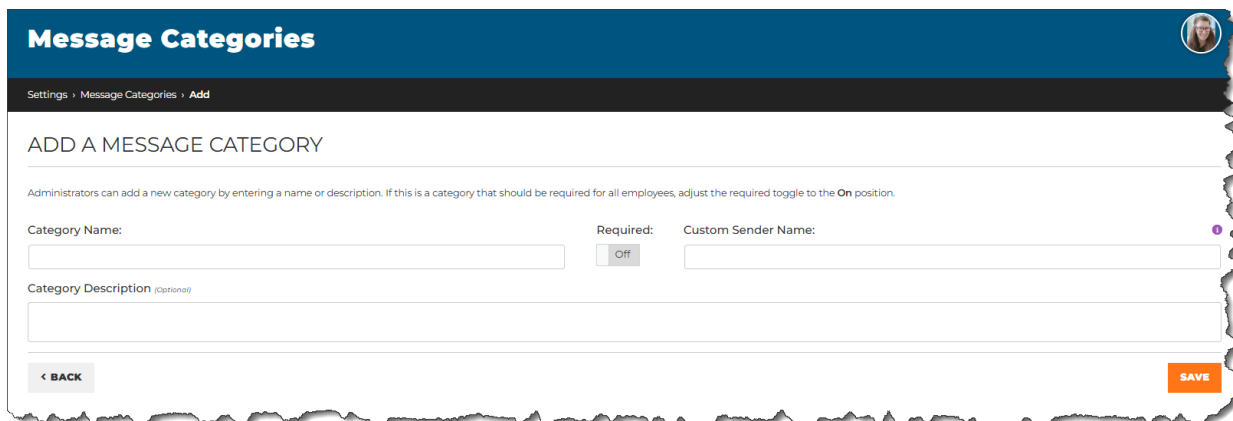 Message Categories
Settings › Message Categories › Add
ADD A MESSAGE CATEGORY
Administrators can add a new category by entering a name or description. If this is a category that should be required for all employees, adjust the required toggle to the On position.
Category Name: Required: Custom Sender Name:
Off
Category Description (Optional)
< BACK SAVE